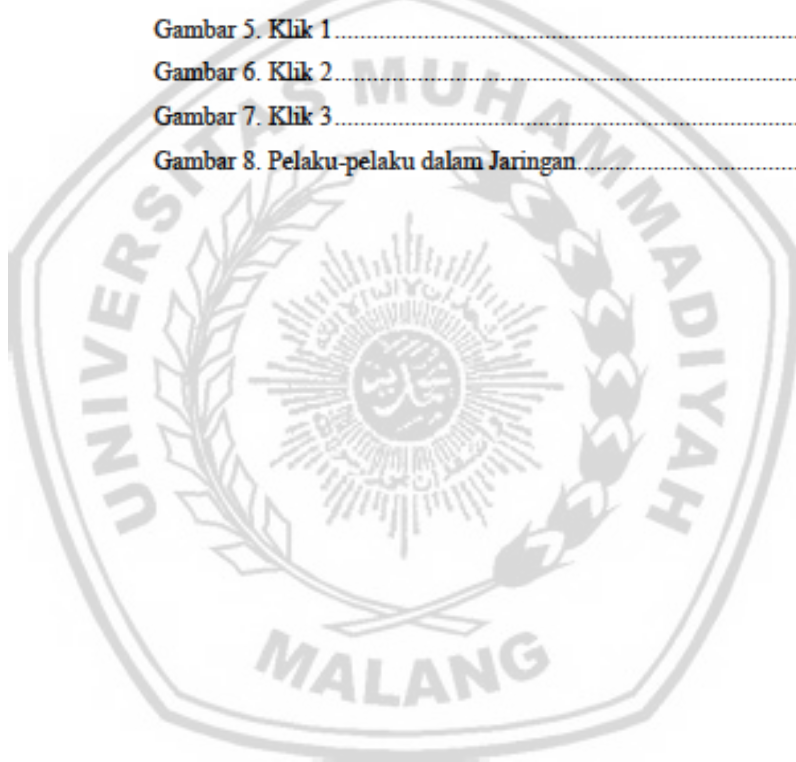 Gambar 5. Klik 1
Gambar 6. Klik 2
Gambar 7. Klik 3
Gambar 8. Pelaku-pelaku dalam Jaringan
UNIVERSITAS MUHAMMADIYAH
MALANG